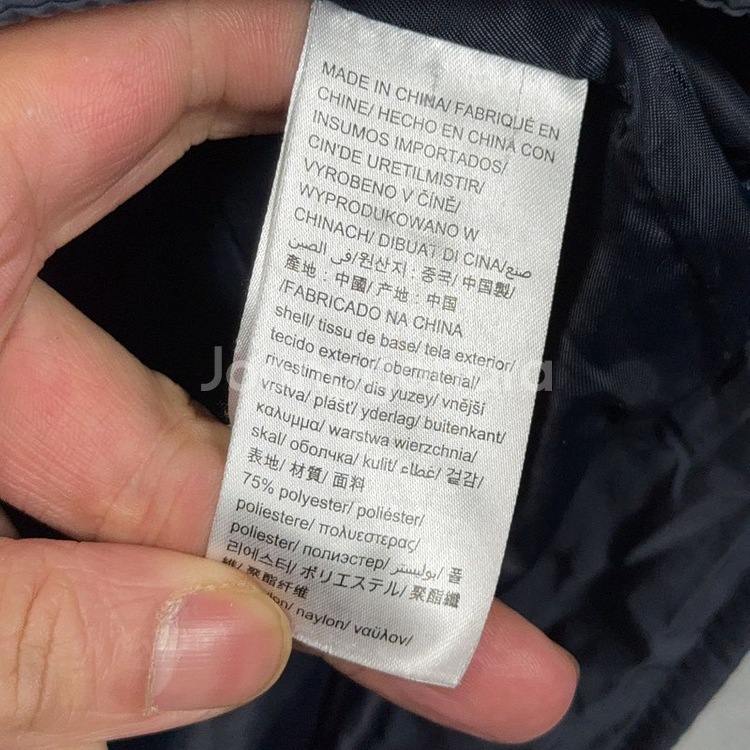 MADE IN CHINA/ FABRIQUÉ EN
CHINE/ HECHO EN CHINA CON
INSUMOS IMPORTADOS/
CIN'DE URETILMISTIR/
VYROBENO V ČÍNĚ/
WYPRODUKOWANO W
CHINACH/ DIBUAT DI CINA/صنع
في الصين/원산지 : 중국/ 中国製/
產地 : 中國/ 产地 : 中国
/FABRICADO NA CHINA
shell/ tissu de base/ tela exterior/
tecido exterior/ obermaterial/
rivestimento/ dis yuzey/ vnější
vrstva/ plášť/ yderlag/ buitenkant/
καλυμμα/ warstwa wierzchnia/
skal/ оболчка/ kulit/ غطاء/ 겉감/
表地/ 材質/ 面料
75% polyester/ poliéster/
poliestere/ πολυεστερας/
poliester/ полиэстер/ بوليستر/ 폴
리에스터/ ポリエステル/ 聚酯纖
維/ 聚酯纤维
naylon/ ναϋλον/